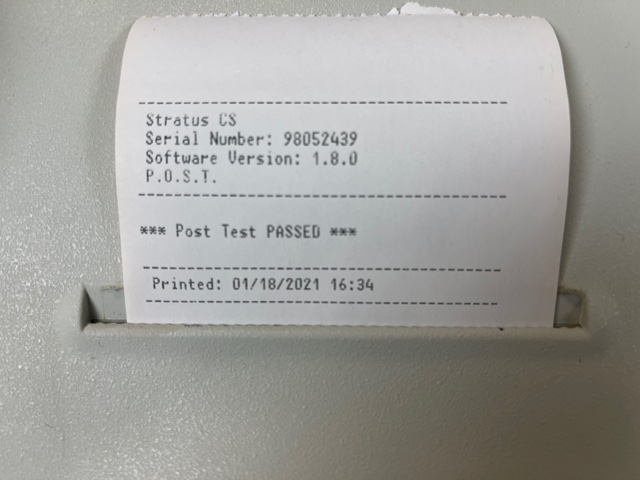 --------------------------------------------
Stratus CS
Serial Number: 98052439
Software Version: 1.8.0
P.O.S.T.
--------------------------------------------
*** Post Test PASSED ***
--------------------------------------------
Printed: 01/18/2021 16:34
--------------------------------------------